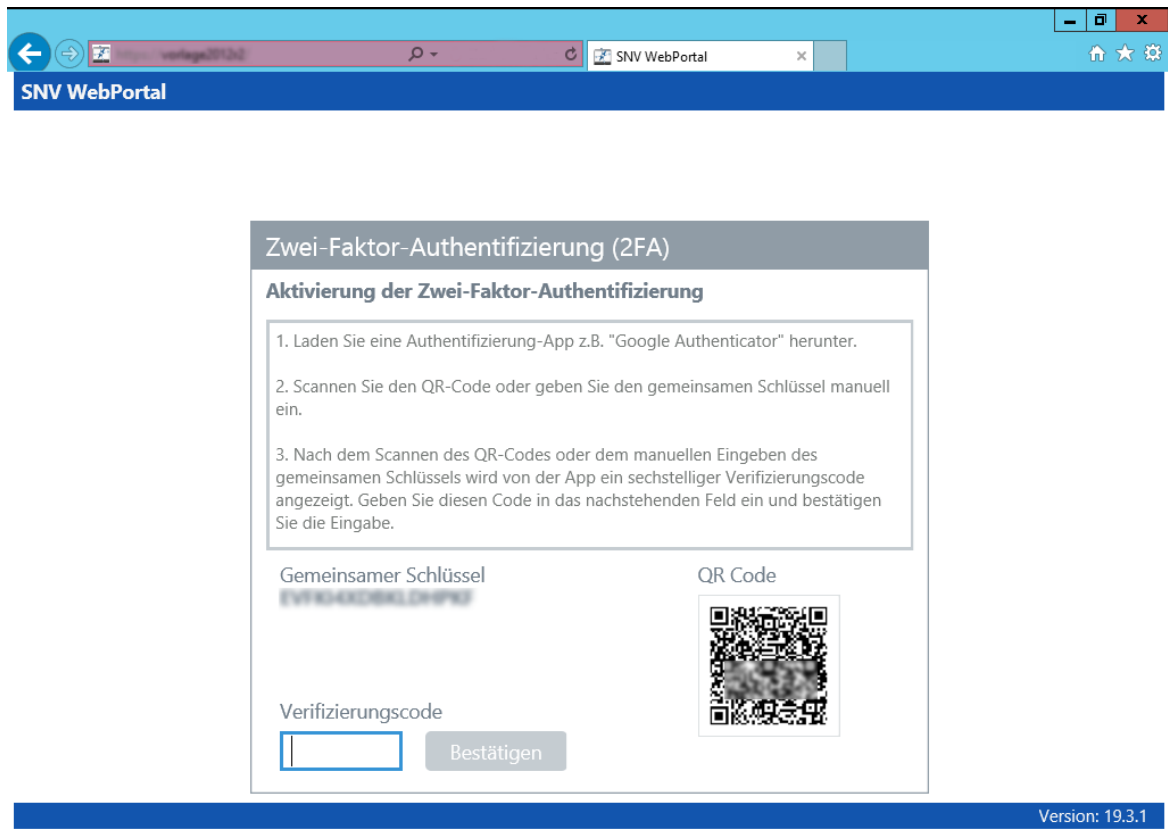 SNV WebPortal
SNV WebPortal
Zwei-Faktor-Authentifizierung (2FA)
Aktivierung der Zwei-Faktor-Authentifizierung
1. Laden Sie eine Authentifizierung-App z.B. "Google Authenticator" herunter.
2. Scannen Sie den QR-Code oder geben Sie den gemeinsamen Schlüssel manuell
ein.
3. Nach dem Scannen des QR-Codes oder dem manuellen Eingeben des
gemeinsamen Schlüssels wird von der App ein sechstelliger Verifizierungscode
angezeigt. Geben Sie diesen Code in das nachstehenden Feld ein und bestätigen
Sie die Eingabe.
Gemeinsamer Schlüssel
QR Code
Verifizierungscode
Bestätigen
Version: 19.3.1